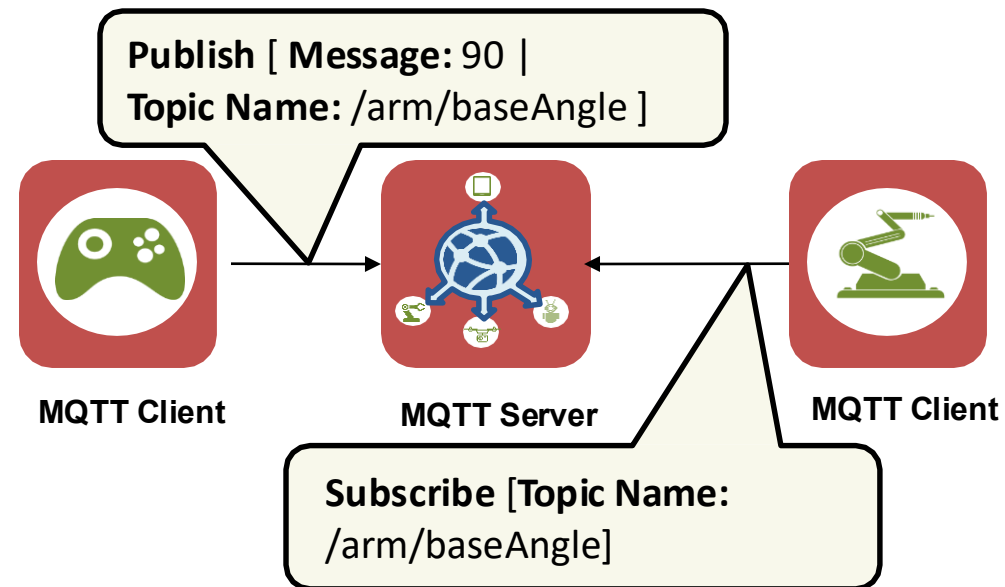 Publish [ Message: 90 |
Topic Name: /arm/baseAngle ]
MQTT Client
MQTT Server
MQTT Client
Subscribe [Topic Name:
/arm/baseAngle]